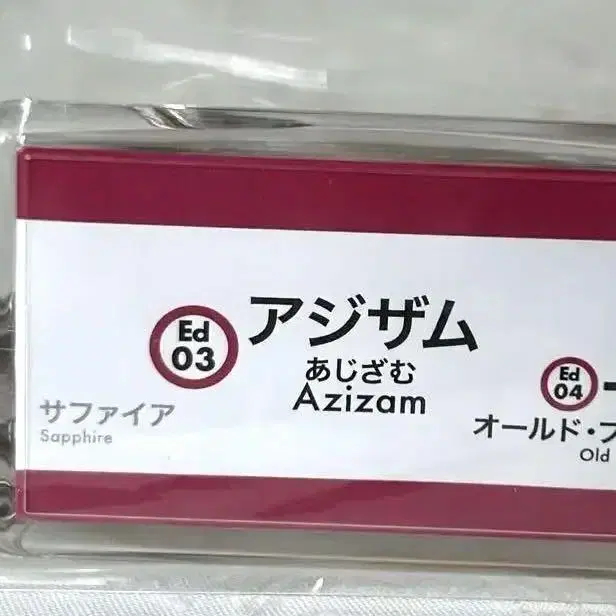 Ed
03
アジザム
あじざむ
Azizam
サファイア
Sapphire
Ed
04
オールド・フ
Old